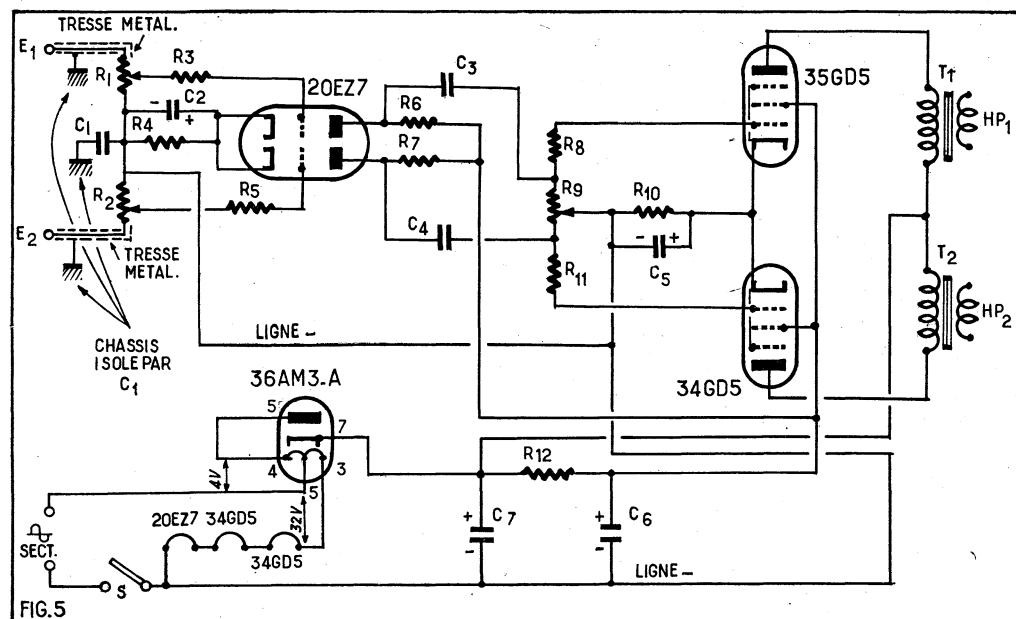 TRESSE METAL.
E1
R1
R3
C2
-
+
C1
R4
R2
R5
E2
TRESSE
METAL.
20EZ7
C3
R6
R7
C4
35GD5
R8
R9
R10
- +
C5
R11
34GD5
T1
HP1
T2
HP2
LIGNE -
CHASSIS
ISOLE PAR
C1
36AM3-A
5
7
4
3
5
4V
32V
R12
+
-
C7
+
-
C6
20EZ7 34GD5
34GD5
SECT.
S
LIGNE -
FIG.5